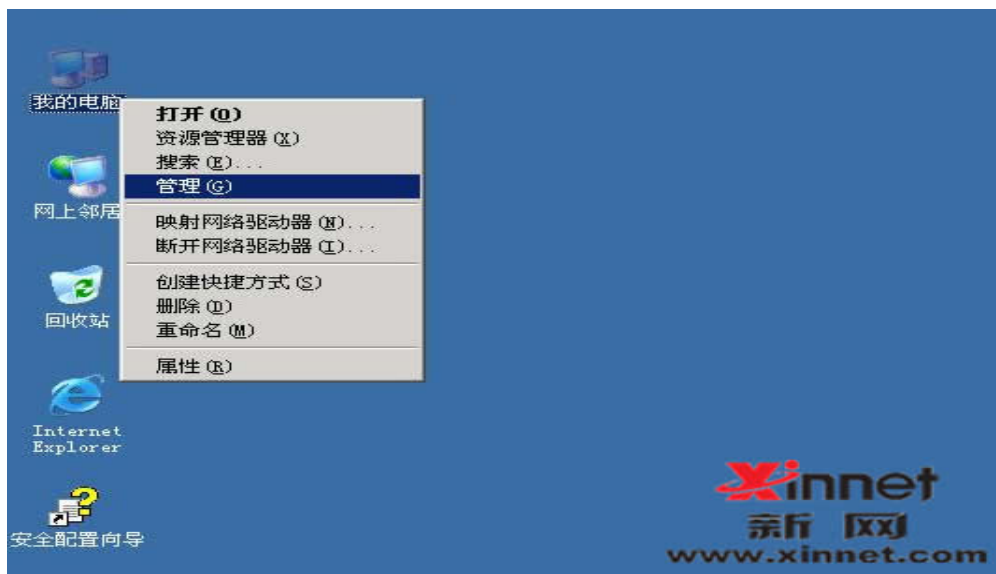 我的电脑
打开(O)
资源管理器(X)
搜索(E)...
管理(G)
网上邻居
映射网络驱动器(N)...
断开网络驱动器(I)...
创建快捷方式(S)
删除(D)
重命名(M)
回收站
属性(R)
Internet
Explorer
安全配置向导
Xinnet
新网
www.xinnet.com